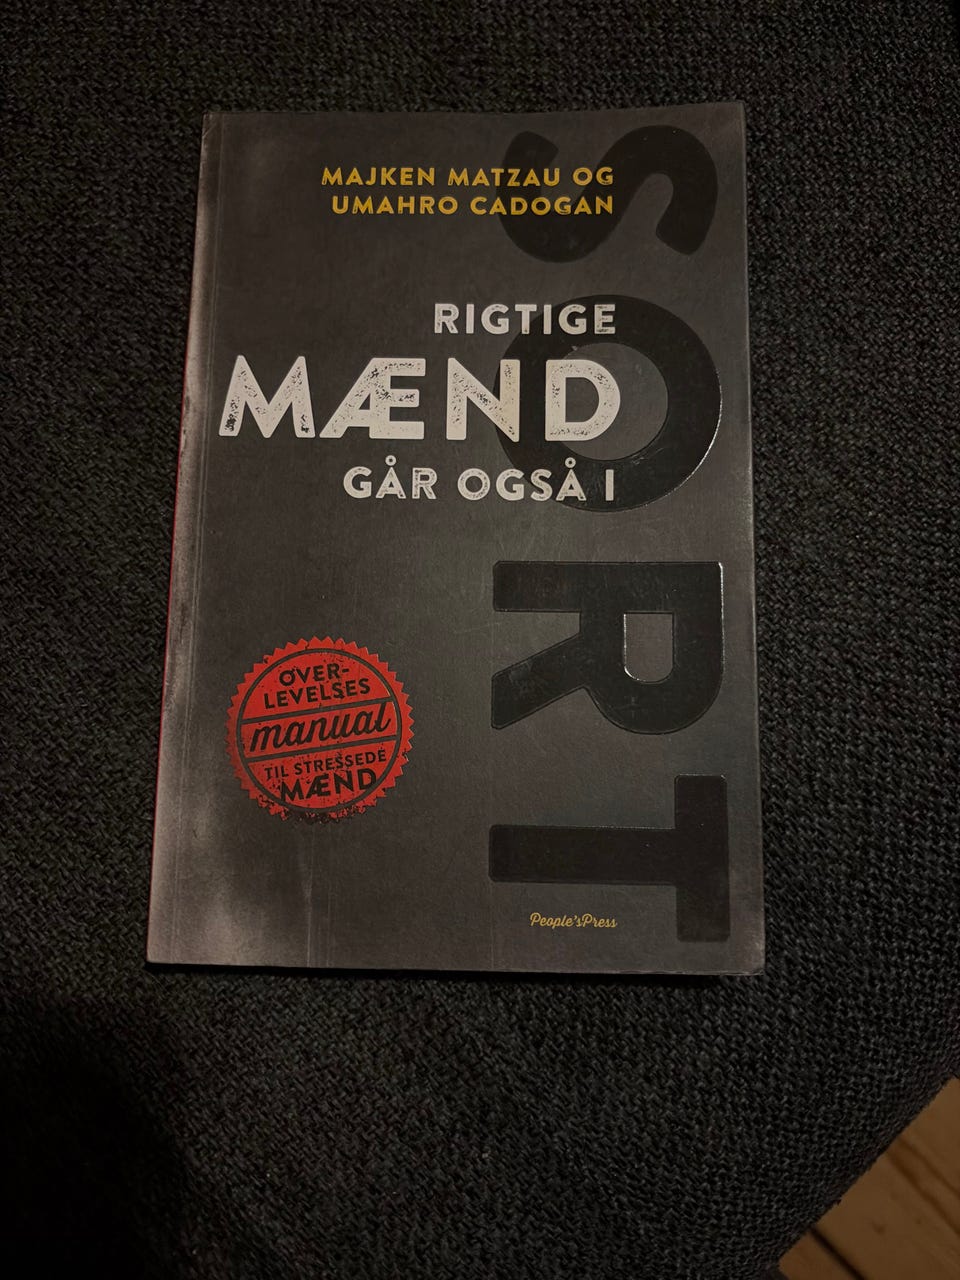 MAJKEN MATZAU OG
UMAHRO CADOGAN
RIGTIGE
MÆND
GÅR OGSÅ I
SORT
OVER-
LEVELSES
manual
TIL STRESSEDE
MÆND
People'sPress